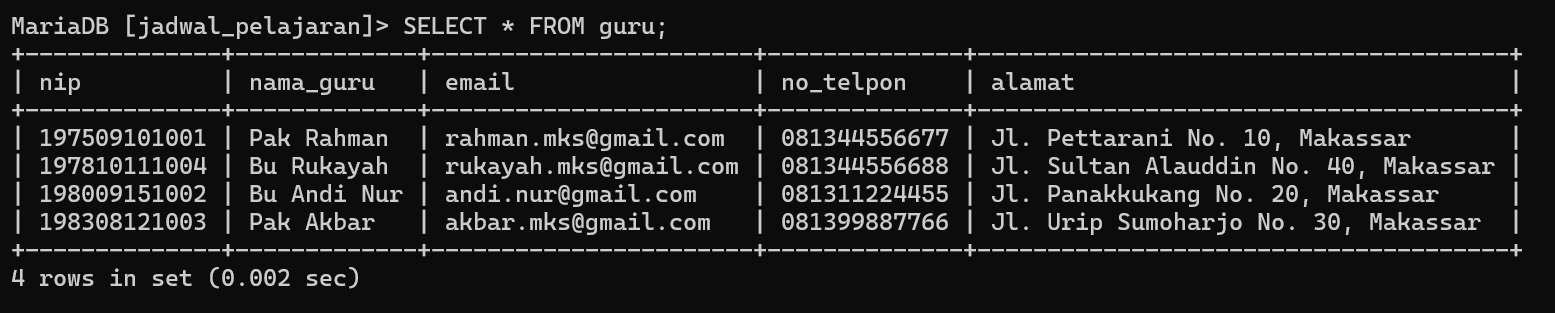 MariaDB [jadwal_pelajaran]> SELECT * FROM guru;
+--------------+-------------+-----------------------+--------------+--------------------------------------+
| nip          | nama_guru   | email                 | no_telpon    | alamat                               |
+--------------+-------------+-----------------------+--------------+--------------------------------------+
| 197509101001 | Pak Rahman  | rahman.mks@gmail.com  | 081344556677 | Jl. Pettarani No. 10, Makassar       |
| 197810111004 | Bu Rukayah  | rukayah.mks@gmail.com | 081344556688 | Jl. Sultan Alauddin No. 40, Makassar |
| 198009151002 | Bu Andi Nur | andi.nur@gmail.com    | 081311224455 | Jl. Panakkukang No. 20, Makassar     |
| 198308121003 | Pak Akbar   | akbar.mks@gmail.com   | 081399887766 | Jl. Urip Sumoharjo No. 30, Makassar  |
+--------------+-------------+-----------------------+--------------+--------------------------------------+
4 rows in set (0.002 sec)